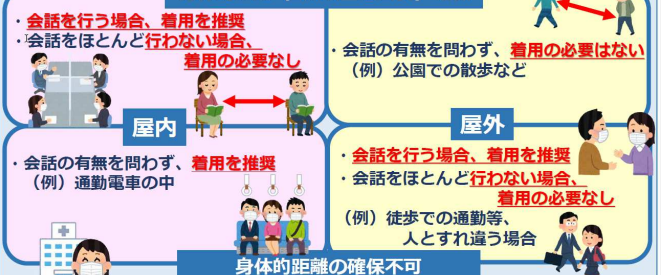 ・会話を行う場合、着用を推奨
・会話をほとんど行わない場合、
着用の必要なし
・会話の有無を問わず、着用の必要はない
（例）公園での散歩など
屋内
屋外
・会話の有無を問わず、着用を推奨
（例）通勤電車の中
・会話を行う場合、着用を推奨
・会話をほとんど行わない場合、
着用の必要なし
（例）徒歩での通勤等、
人とすれ違う場合
身体的距離の確保不可